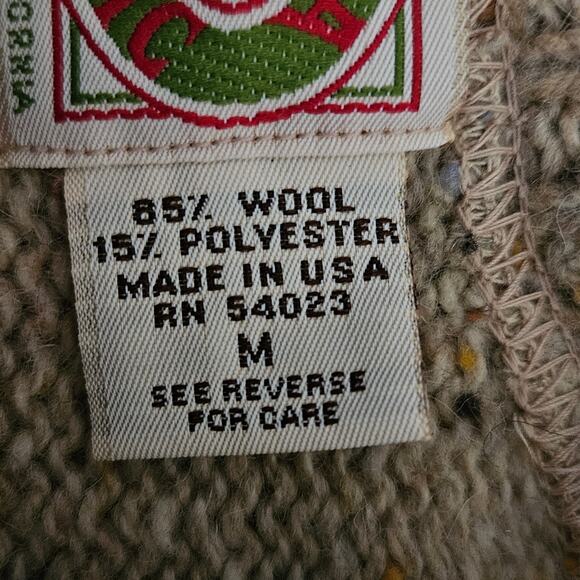 85% WOOL
15% POLYESTER
MADE IN USA
RN 54023
M
SEE REVERSE
FOR CARE